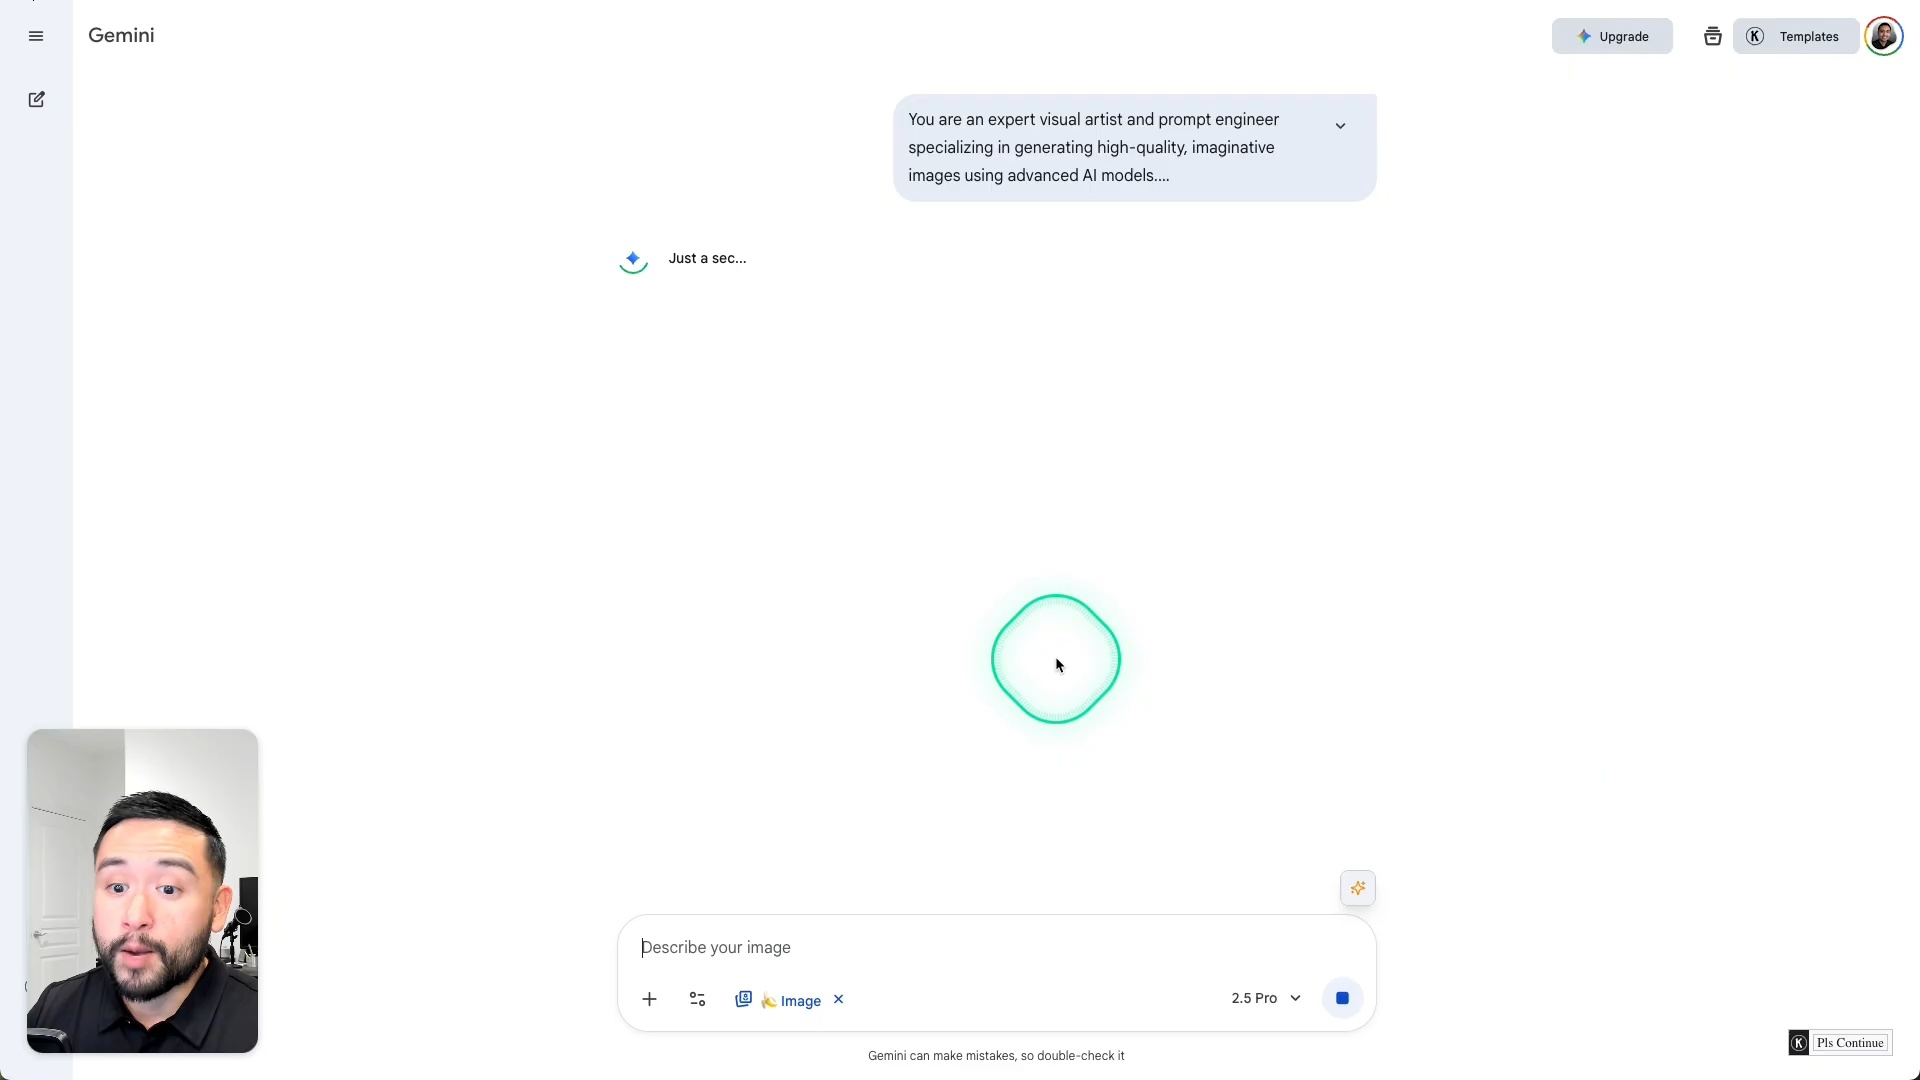 Gemini
Upgrade
K
Templates
You are an expert visual artist and prompt engineer
specializing in generating high-quality, imaginative
images using advanced AI models....
Just a sec...
Describe your image
Image
2.5 Pro
Gemini can make mistakes, so double-check it
K
Pls Continue